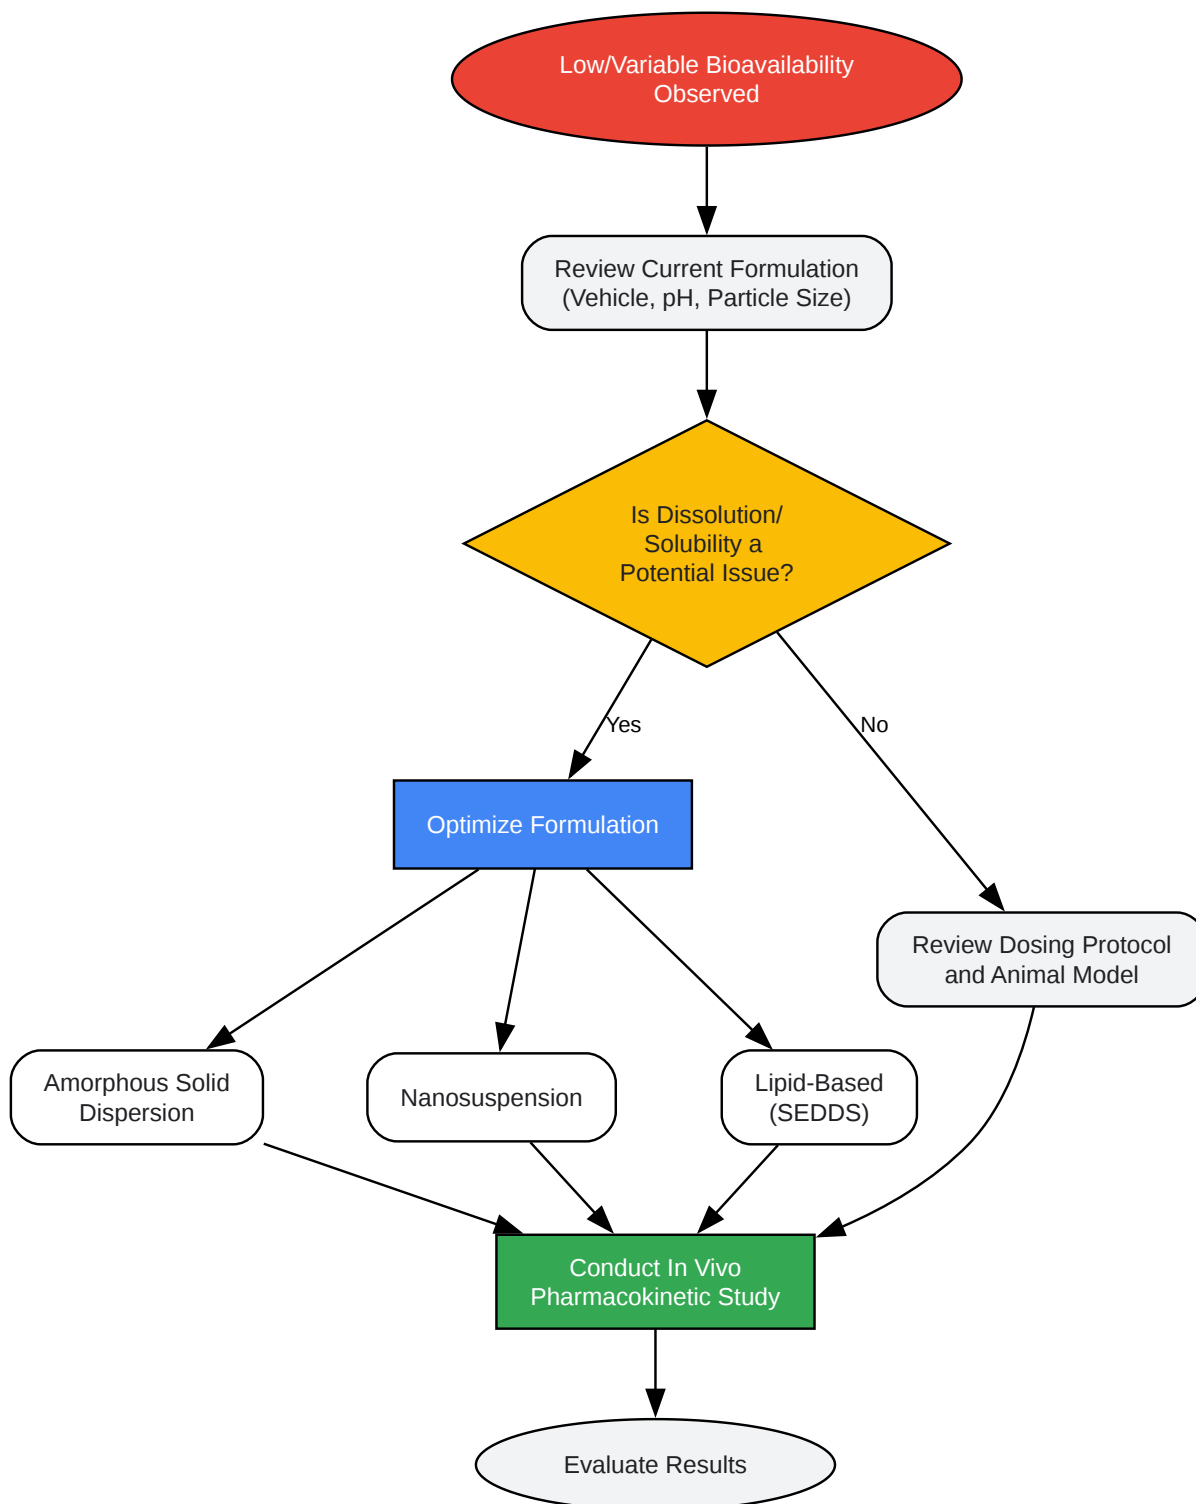 Low/Variable Bioavailability
Observed
Review Current Formulation
(Vehicle, pH, Particle Size)
Is Dissolution/
Solubility a
Potential Issue?
Yes
No
Optimize Formulation
Review Dosing Protocol
and Animal Model
Amorphous Solid
Dispersion
Nanosuspension
Lipid-Based
(SEDDS)
Conduct In Vivo
Pharmacokinetic Study
Evaluate Results